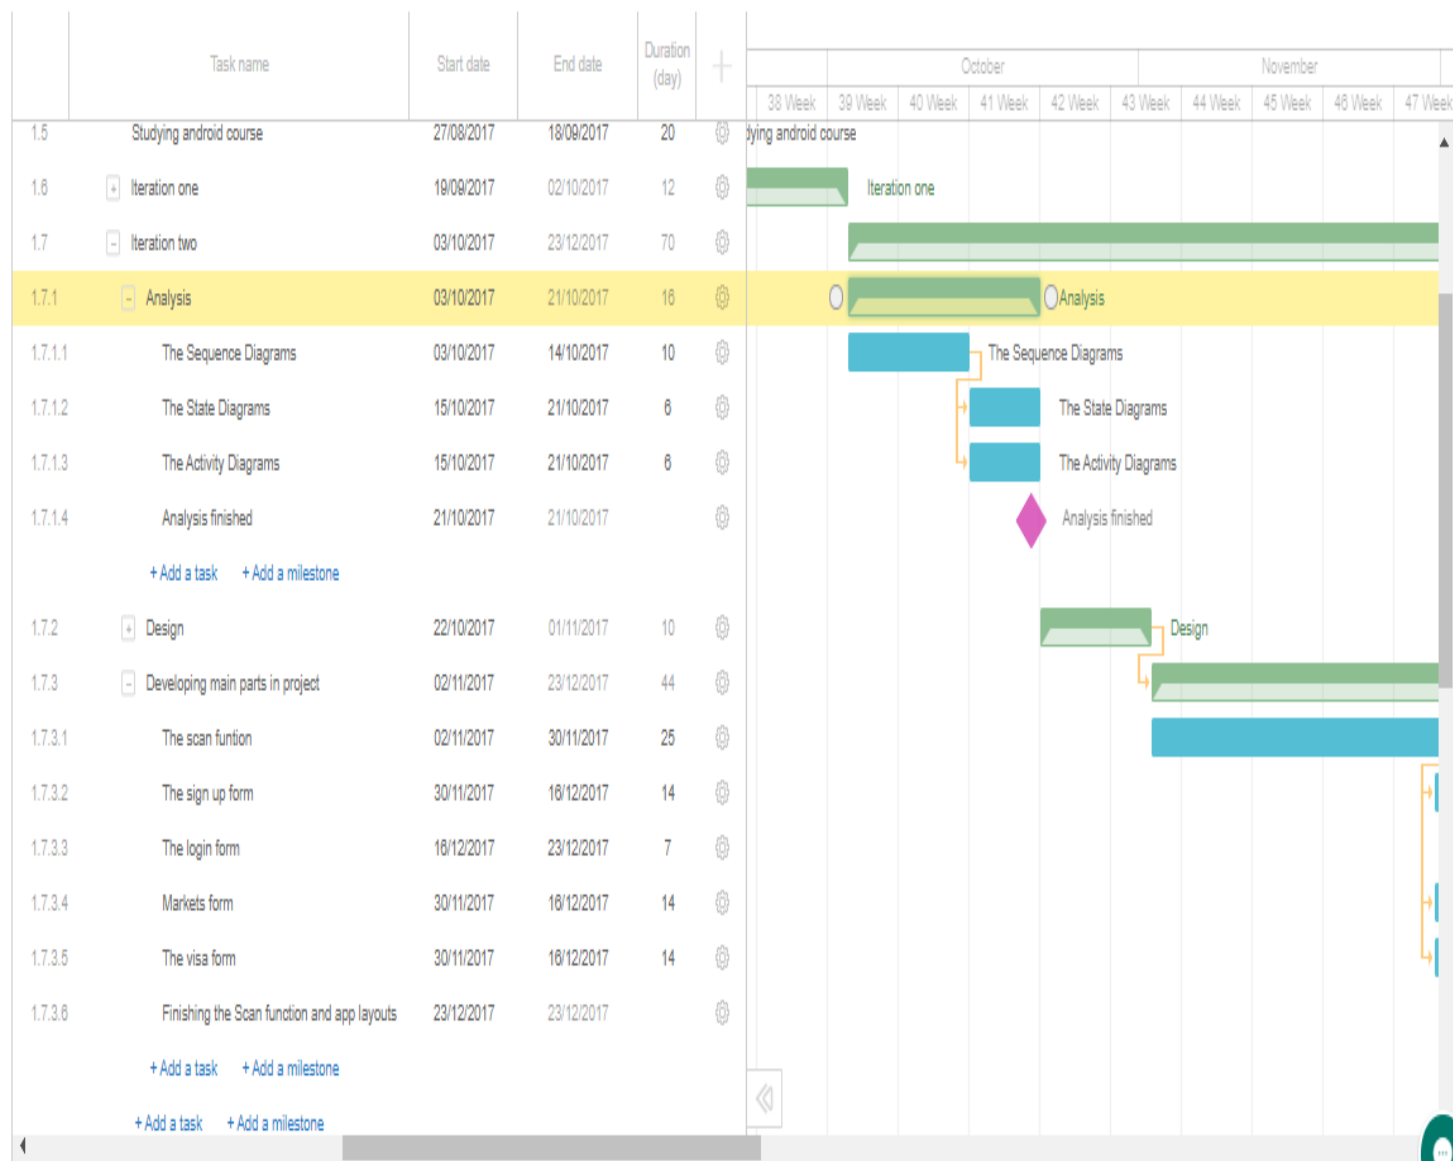 Task name Start date End date Duration (day)
October November
38 Week 39 Week 40 Week 41 Week 42 Week 43 Week 44 Week 45 Week 46 Week 47 Week
1.5 Studying android course 27/08/2017 18/09/2017 20 dying android course
1.6 Iteration one 19/09/2017 02/10/2017 12 Iteration one
1.7 Iteration two 03/10/2017 23/12/2017 70
1.7.1 Analysis 03/10/2017 21/10/2017 16 Analysis
1.7.1.1 The Sequence Diagrams 03/10/2017 14/10/2017 10 The Sequence Diagrams
1.7.1.2 The State Diagrams 15/10/2017 21/10/2017 6 The State Diagrams
1.7.1.3 The Activity Diagrams 15/10/2017 21/10/2017 6 The Activity Diagrams
1.7.1.4 Analysis finished 21/10/2017 21/10/2017 Analysis finished
+ Add a task + Add a milestone
1.7.2 Design 22/10/2017 01/11/2017 10 Design
1.7.3 Developing main parts in project 02/11/2017 23/12/2017 44
1.7.3.1 The scan funtion 02/11/2017 30/11/2017 25
1.7.3.2 The sign up form 30/11/2017 16/12/2017 14
1.7.3.3 The login form 16/12/2017 23/12/2017 7
1.7.3.4 Markets form 30/11/2017 16/12/2017 14
1.7.3.5 The visa form 30/11/2017 16/12/2017 14
1.7.3.6 Finishing the Scan function and app layouts 23/12/2017 23/12/2017
+ Add a task + Add a milestone
+ Add a task + Add a milestone